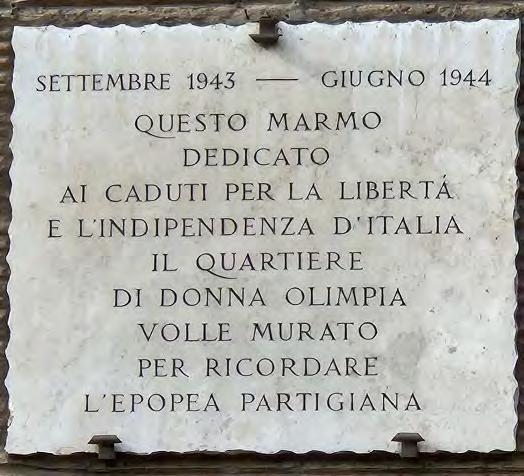 SETTEMBRE 1943 — GIUGNO 1944
QUESTO MARMO
DEDICATO
AI CADUTI PER LA LIBERTÁ
E L'INDIPENDENZA D'ITALIA
IL QUARTIERE
DI DONNA OLIMPIA
VOLLE MURATO
PER RICORDARE
L'EPOPEA PARTIGIANA